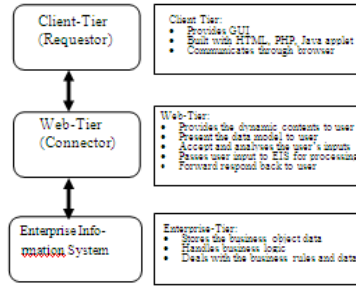 Client-Tier
(Requestor)
Client Tier:
• Provides GUI
• Built with HTML, PHP, Java applet
• Communicates through browser
Web-Tier
(Connector)
Web-Tier:
• Provides the dynamic contents to user
• Present the data model to user
• Accept and analyses the user's inputs
• Passes user input to EIS for processing
• Forward respond back to user
Enterprise Info-
rmation System
Enterprise-Tier:
• Stores the business object data
• Handles business logic
• Deals with the business rules and data